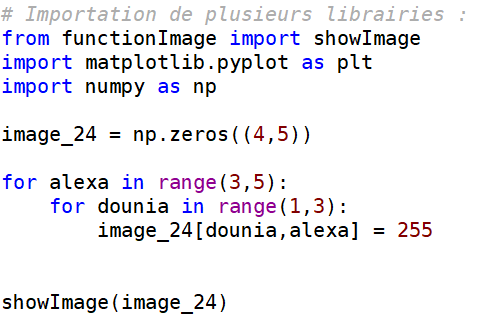 # Importation de plusieurs librairies :
from functionImage import showImage
import matplotlib.pyplot as plt
import numpy as np
image_24 = np.zeros((4,5))
for alexa in range(3,5):
    for dounia in range(1,3):
        image_24[dounia,alexa] = 255
showImage(image_24)